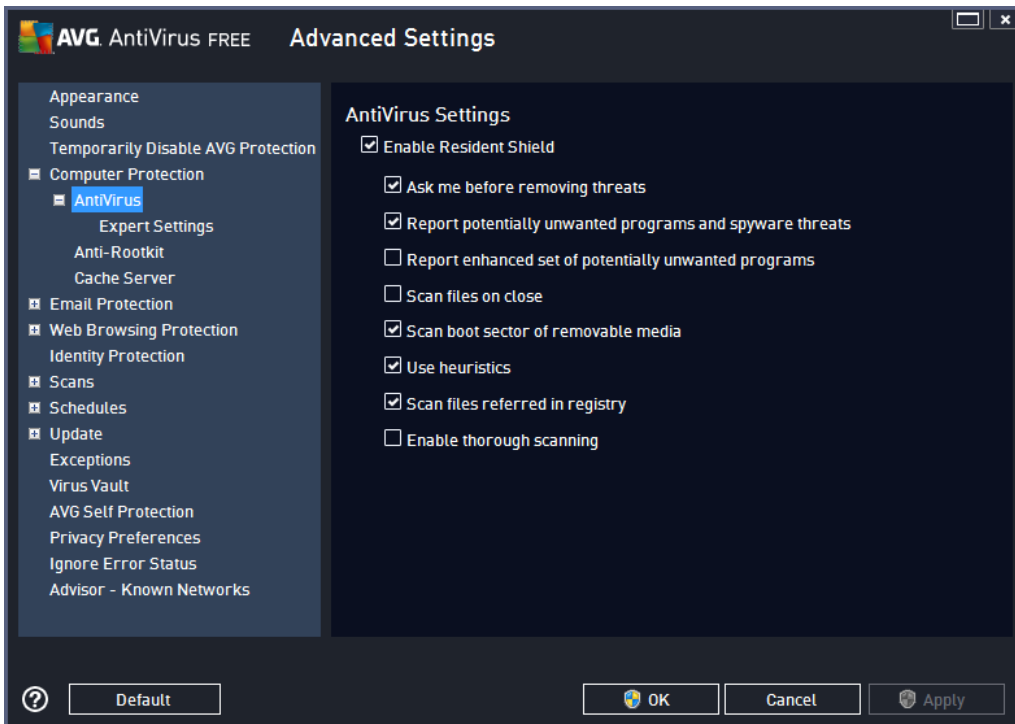 AVG. AntiVirus FREE Advanced Settings
Appearance
Sounds
Temporarily Disable AVG Protection
Computer Protection
AntiVirus
Expert Settings
Anti-Rootkit
Cache Server
Email Protection
Web Browsing Protection
Identity Protection
Scans
Schedules
Update
Exceptions
Virus Vault
AVG Self Protection
Privacy Preferences
Ignore Error Status
Advisor - Known Networks
AntiVirus Settings
Enable Resident Shield
Ask me before removing threats
Report potentially unwanted programs and spyware threats
Report enhanced set of potentially unwanted programs
Scan files on close
Scan boot sector of removable media
Use heuristics
Scan files referred in registry
Enable thorough scanning
? Default OK Cancel Apply